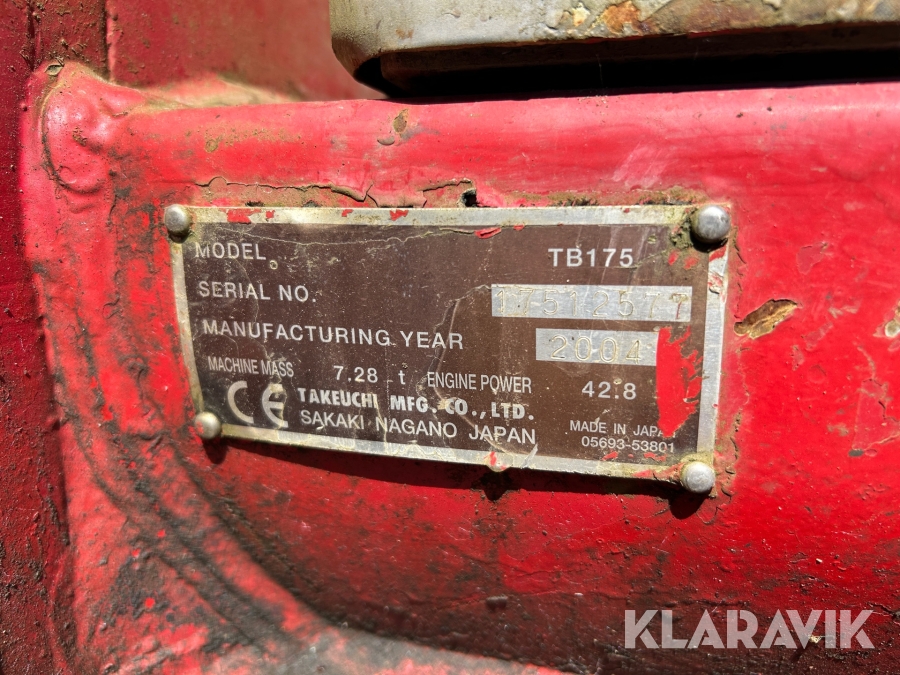 MODEL TB175
SERIAL NO. 17512577
MANUFACTURING YEAR 2004
MACHINE MASS 7.28 t ENGINE POWER 42.8
CE TAKEUCHI MFG. CO., LTD.
SAKAKI NAGANO JAPAN
MADE IN JAPA
05693-53801
KLARAVIK